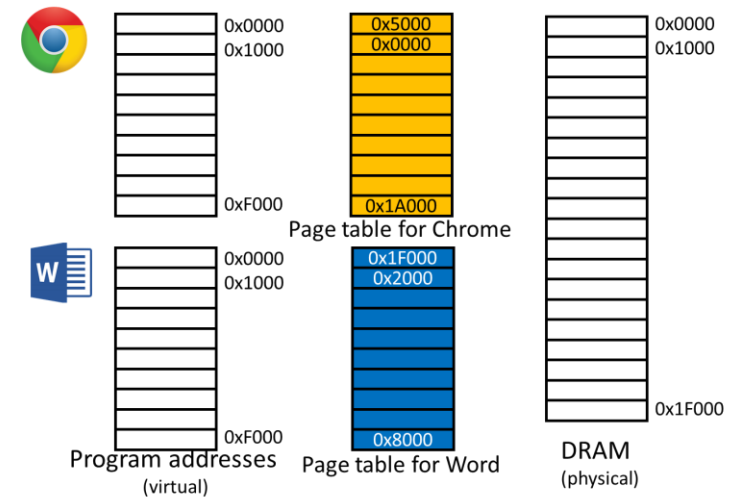 0x0000
0x1000
0xF000
0x5000
0x0000
0x1A000
Page table for Chrome
W
0x0000
0x1000
0xF000
Program addresses
(virtual)
0x1F000
0x2000
0x8000
Page table for Word
0x0000
0x1000
0x1F000
DRAM
(physical)